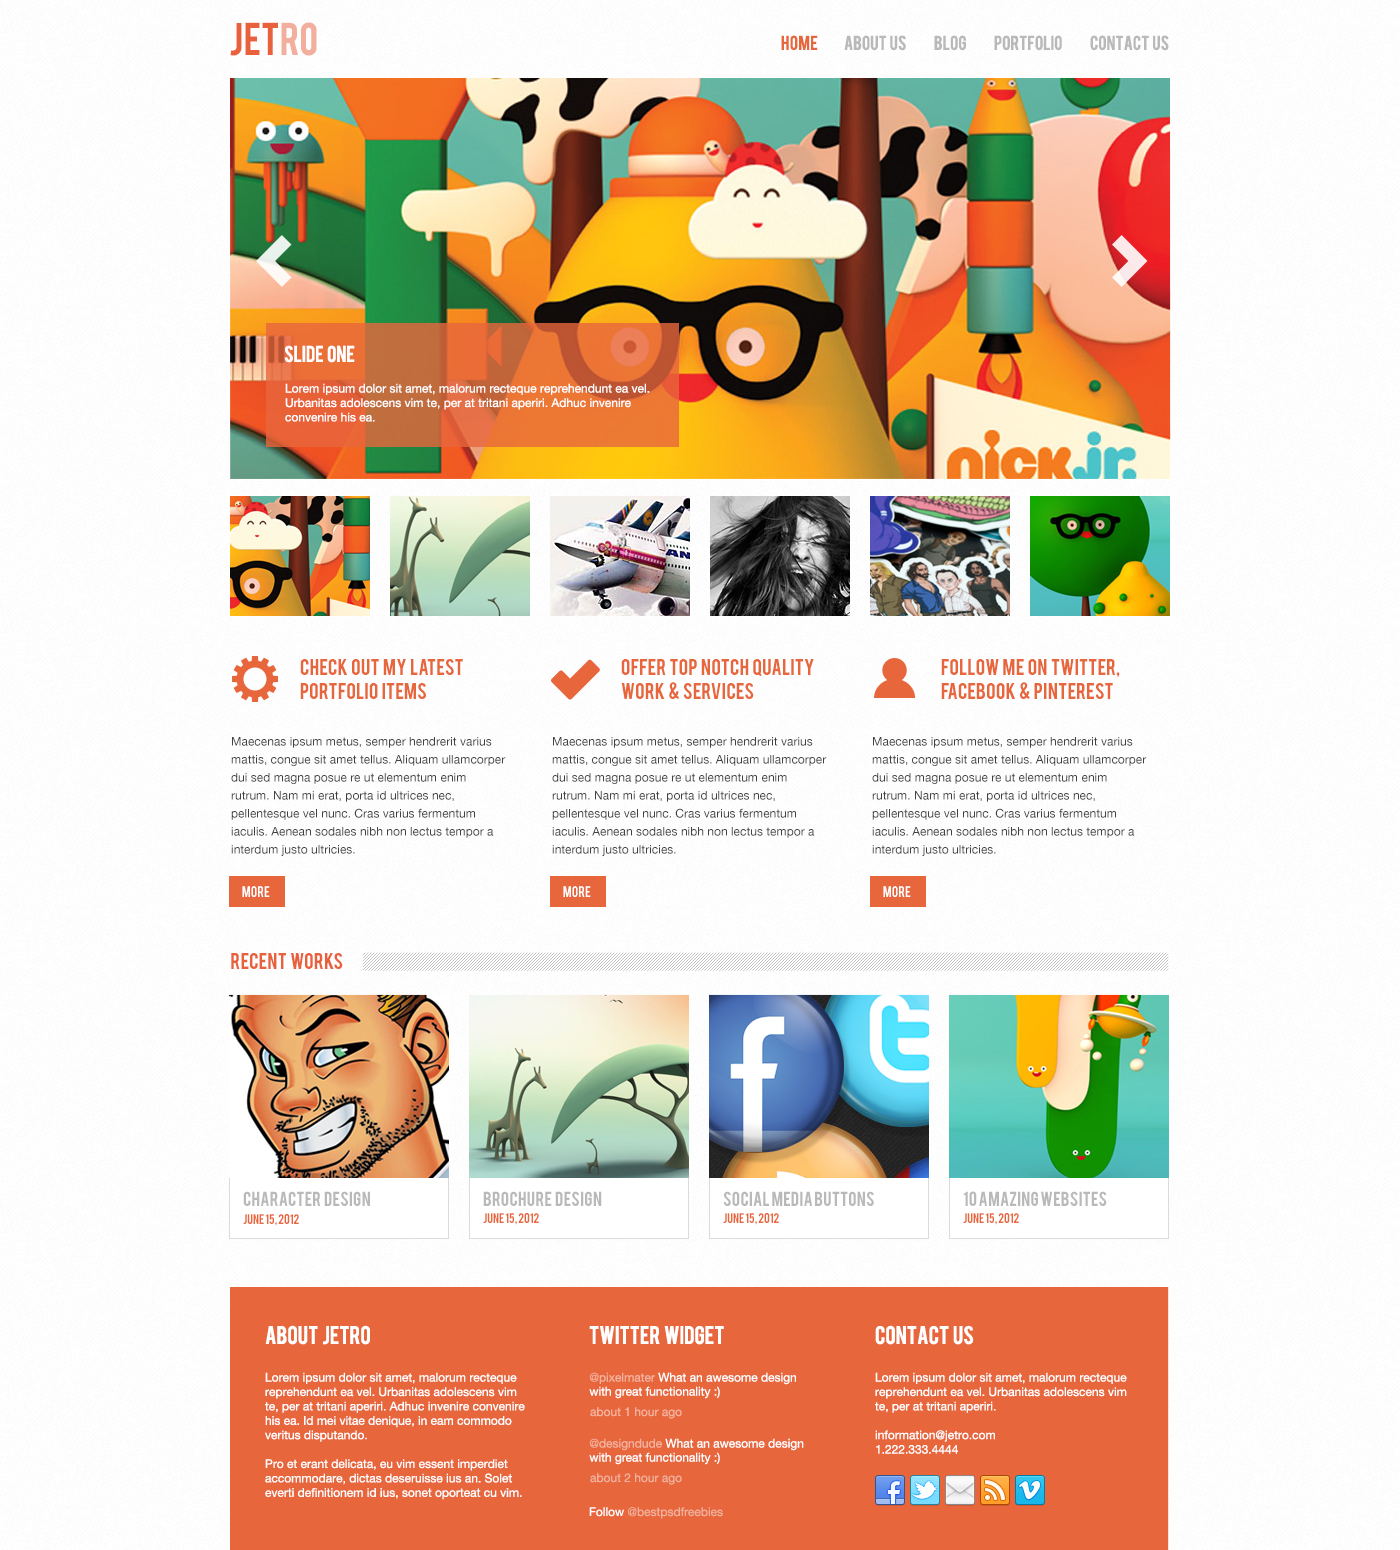 JETRO
HOME ABOUT US BLOG PORTFOLIO CONTACT US
SLIDE ONE
Lorem ipsum dolor sit amet, malorum recteque reprehendunt ea vel.
Urbanitas adolescens vim te, per at tritani aperiri. Adhuc invenire
convenire his ea.
nick jr.
CHECK OUT MY LATEST
PORTFOLIO ITEMS
Maecenas ipsum metus, semper hendrerit varius
mattis, congue sit amet tellus. Aliquam ullamcorper
dui sed magna posue re ut elementum enim
rutrum. Nam mi erat, porta id ultrices nec,
pellentesque vel nunc. Cras varius fermentum
iaculis. Aenean sodales nibh non lectus tempor a
interdum justo ultricies.
MORE
OFFER TOP NOTCH QUALITY
WORK & SERVICES
Maecenas ipsum metus, semper hendrerit varius
mattis, congue sit amet tellus. Aliquam ullamcorper
dui sed magna posue re ut elementum enim
rutrum. Nam mi erat, porta id ultrices nec,
pellentesque vel nunc. Cras varius fermentum
iaculis. Aenean sodales nibh non lectus tempor a
interdum justo ultricies.
MORE
FOLLOW ME ON TWITTER,
FACEBOOK & PINTEREST
Maecenas ipsum metus, semper hendrerit varius
mattis, congue sit amet tellus. Aliquam ullamcorper
dui sed magna posue re ut elementum enim
rutrum. Nam mi erat, porta id ultrices nec,
pellentesque vel nunc. Cras varius fermentum
iaculis. Aenean sodales nibh non lectus tempor a
interdum justo ultricies.
MORE
RECENT WORKS
CHARACTER DESIGN
JUNE 15, 2012
BROCHURE DESIGN
JUNE 15, 2012
SOCIAL MEDIA BUTTONS
JUNE 15, 2012
10 AMAZING WEBSITES
JUNE 15, 2012
ABOUT JETRO
Lorem ipsum dolor sit amet, malorum recteque
reprehendunt ea vel. Urbanitas adolescens vim
te, per at tritani aperiri. Adhuc invenire convenire
his ea. Id mei vitae denique, in eam commodo
veritus disputando.
Pro et erant delicata, eu vim essent imperdiet
accommodare, dictas deseruisse ius an. Solet
everti definitionem id ius, sonet oporteat cu vim.
TWITTER WIDGET
@pixelmater What an awesome design
with great functionality :)
about 1 hour ago
@designdude What an awesome design
with great functionality :)
about 2 hour ago
Follow @bestpsdfreebies
CONTACT US
Lorem ipsum dolor sit amet, malorum recteque
reprehendunt ea vel. Urbanitas adolescens vim
te, per at tritani aperiri.
information@jetro.com
1.222.333.4444